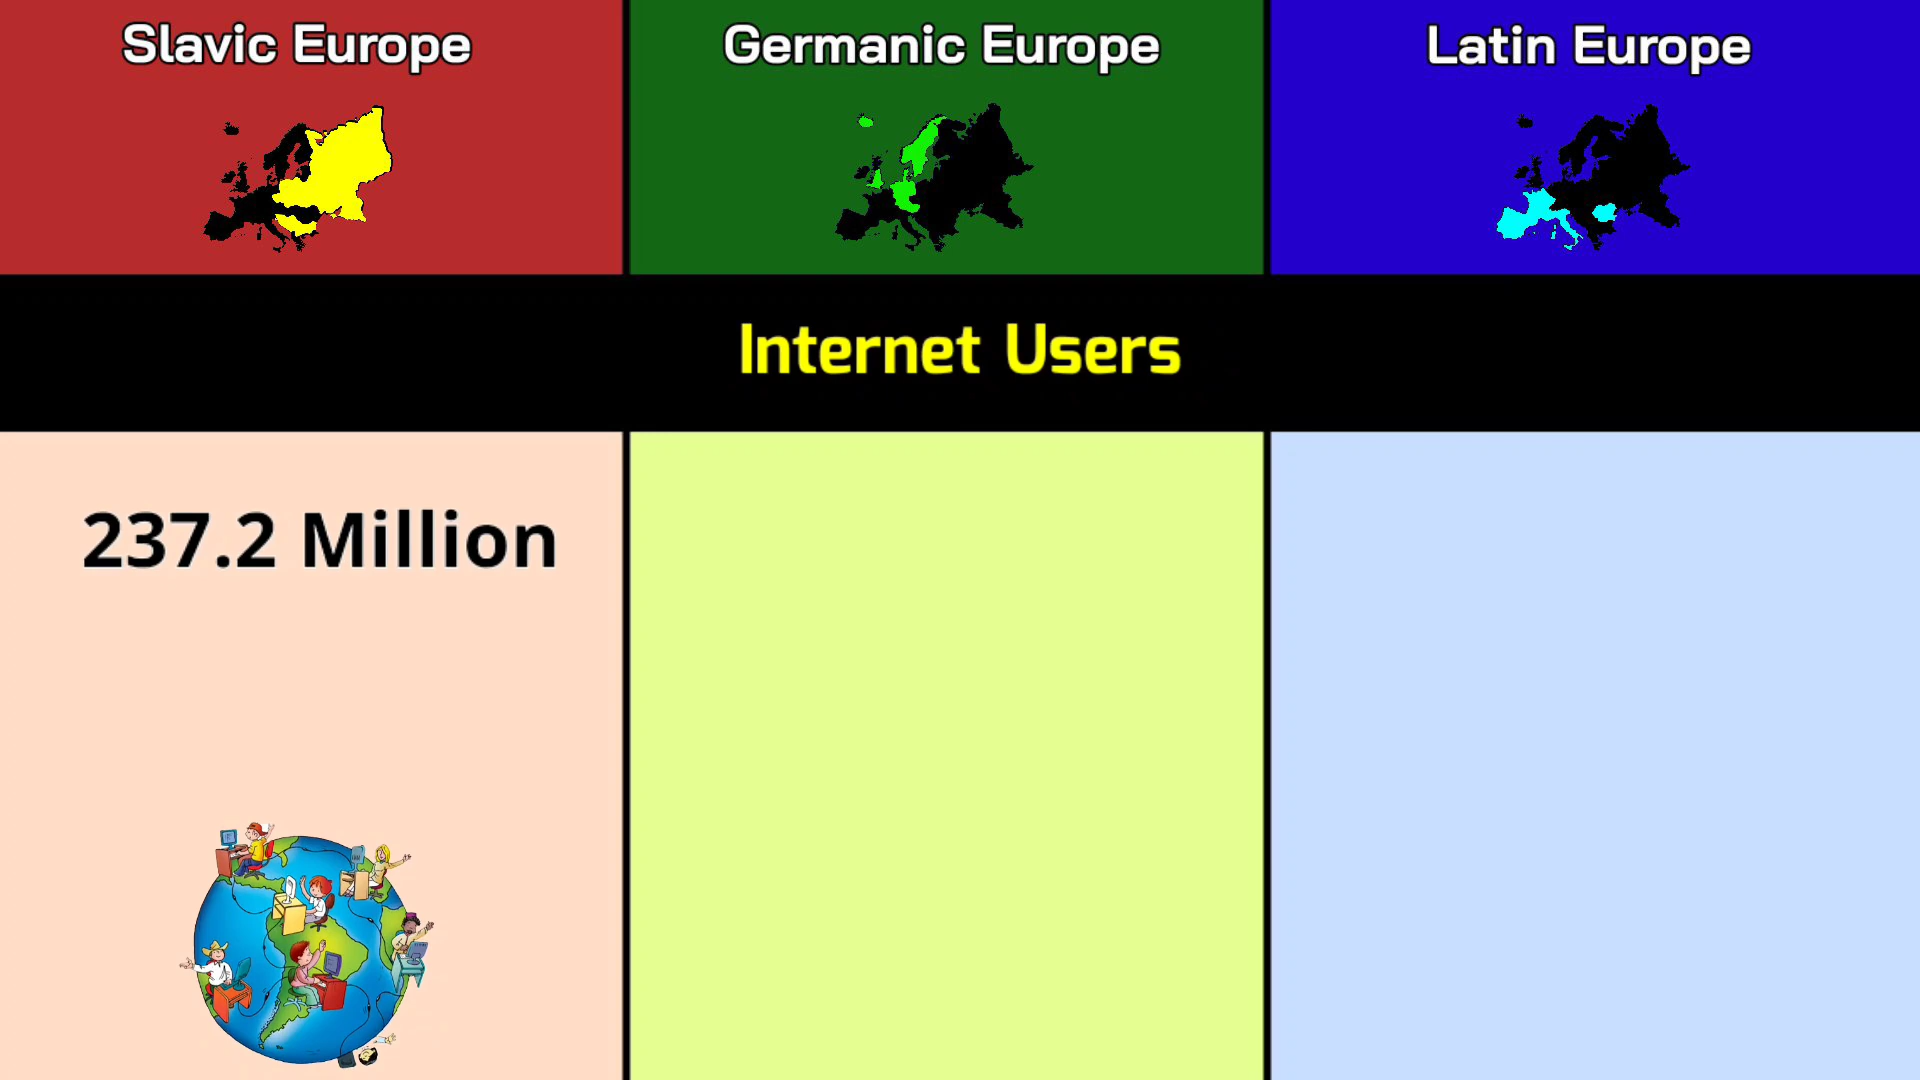 Slavic Europe
Germanic Europe
Latin Europe
Internet Users
237.2 Million